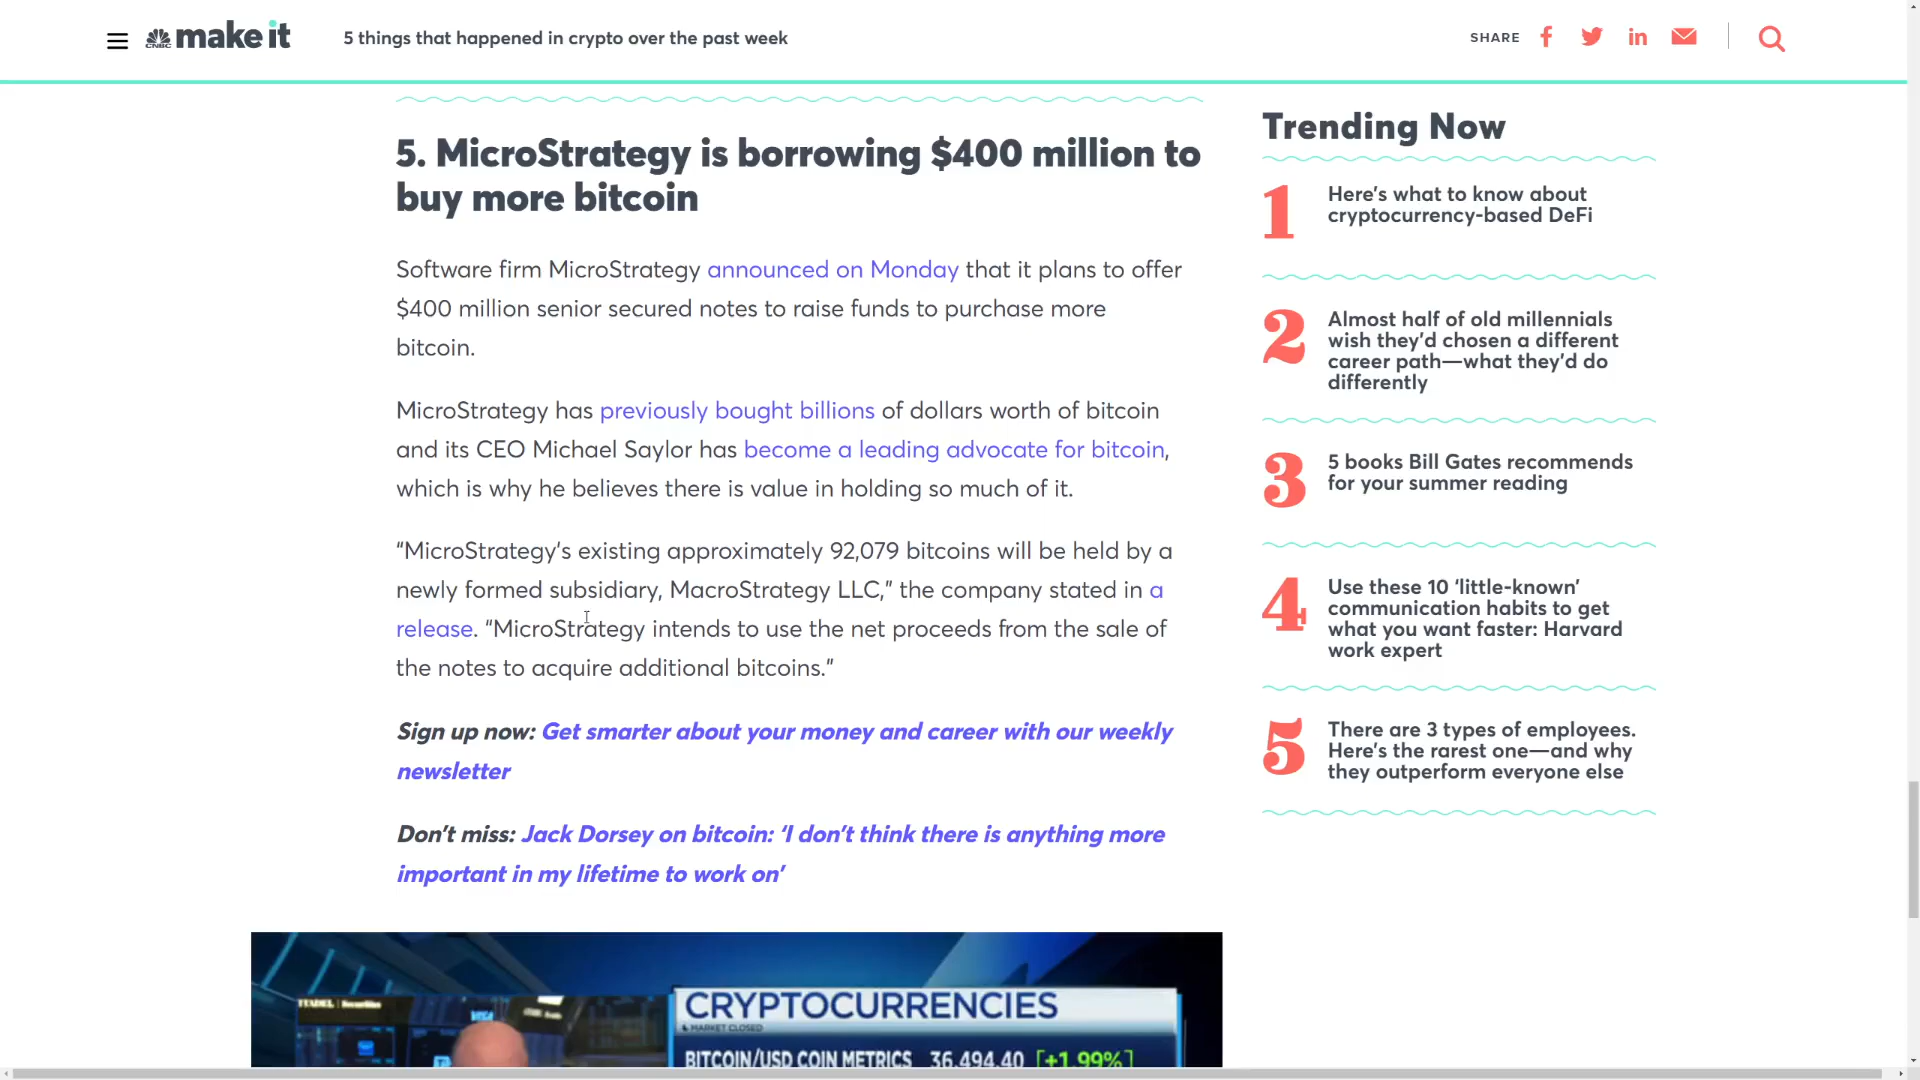 CNBC make it
5 things that happened in crypto over the past week
SHARE
5. MicroStrategy is borrowing $400 million to
buy more bitcoin
Software firm MicroStrategy announced on Monday that it plans to offer
$400 million senior secured notes to raise funds to purchase more
bitcoin.
MicroStrategy has previously bought billions of dollars worth of bitcoin
and its CEO Michael Saylor has become a leading advocate for bitcoin,
which is why he believes there is value in holding so much of it.
“MicroStrategy’s existing approximately 92,079 bitcoins will be held by a
newly formed subsidiary, MacroStrategy LLC,” the company stated in a
release. “MicroStrategy intends to use the net proceeds from the sale of
the notes to acquire additional bitcoins.”
Sign up now: Get smarter about your money and career with our weekly
newsletter
Don’t miss: Jack Dorsey on bitcoin: ‘I don’t think there is anything more
important in my lifetime to work on’
CRYPTOCURRENCIES
MARKET CLOSED
BITCOIN/USD COIN METRICS 36,494.40 [+1.99%]
Trending Now
1
Here’s what to know about
cryptocurrency-based DeFi
2
Almost half of old millennials
wish they’d chosen a different
career path—what they’d do
differently
3
5 books Bill Gates recommends
for your summer reading
4
Use these 10 ‘little-known’
communication habits to get
what you want faster: Harvard
work expert
5
There are 3 types of employees.
Here’s the rarest one—and why
they outperform everyone else